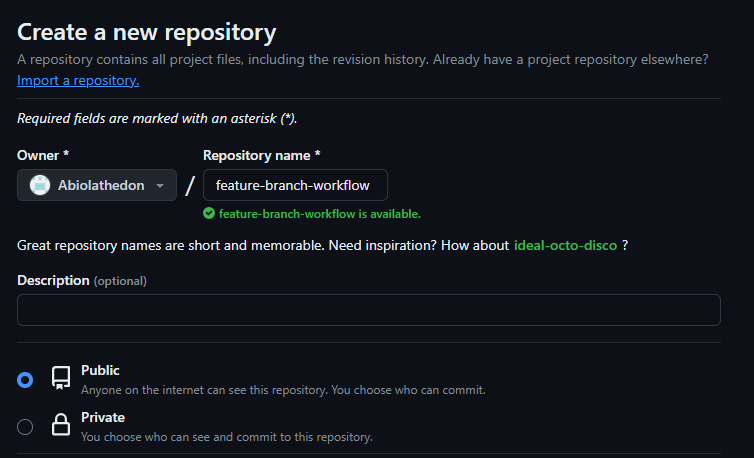 Create a new repository
A repository contains all project files, including the revision history. Already have a project repository elsewhere?
Import a repository.
Required fields are marked with an asterisk (*).
Owner * Repository name *
Abiolathedon / feature-branch-workflow
feature-branch-workflow is available.
Great repository names are short and memorable. Need inspiration? How about ideal-octo-disco ?
Description (optional)
Public
Anyone on the internet can see this repository. You choose who can commit.
Private
You choose who can see and commit to this repository.